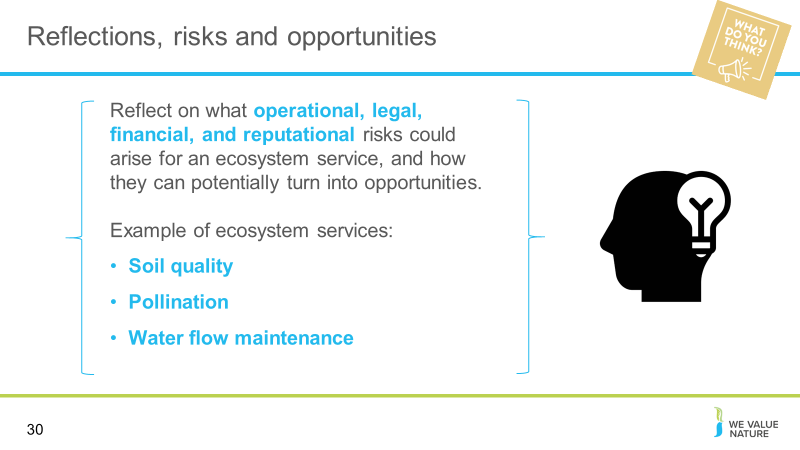 Reflections, risks and opportunities
WHAT
DO YOU
THINK?
Reflect on what operational, legal,
financial, and reputational risks could
arise for an ecosystem service, and how
they can potentially turn into opportunities.
Example of ecosystem services:
• Soil quality
• Pollination
• Water flow maintenance
30
WE VALUE
NATURE